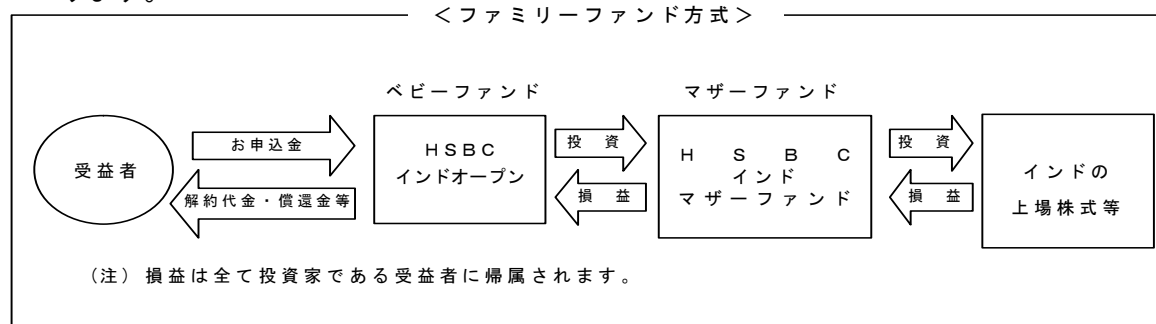 ＜ファミリーファンド方式＞
ベビーファンド
マザーファンド
受益者
お申込金
解約代金・償還金等
ＨＳＢＣ
インドオープン
投 資
損 益
Ｈ Ｓ Ｂ Ｃ
インド
マザーファンド
投 資
損 益
インドの
上場株式等
（注） 損益は全て投資家である受益者に帰属されます。